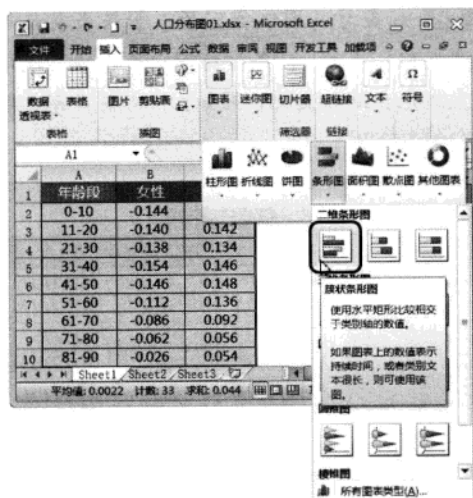 人口分布图01.xlsx - Microsoft Excel
文件 开始 插入 页面布局 公式 数据 审阅 视图 开发工具 加载项
数据透视表 表格 图片 剪贴画 图表 迷你图 切片器 超链接 文本 符号
表格 插图 筛选器 链接
A1
柱形图 折线图 饼图 条形图 面积图 散点图 其他图表
A B
1 年龄段 女性
2 0-10 -0.144
3 11-20 -0.140 0.142
4 21-30 -0.138 0.134
5 31-40 -0.154 0.146
6 41-50 -0.146 0.148
7 51-60 -0.112 0.136
8 61-70 -0.086 0.092
9 71-80 -0.062 0.056
10 81-90 -0.026 0.054
二维条形图
簇状条形图
使用水平矩形比较相交
于类别轴的数值。
如果图表上的数值表示
持续时间，或者类别文
本很长，则可使用该
图。
圆锥图
棱锥图
所有图表类型(A)...
Sheet1 Sheet2 Sheet3
平均值: 0.0022 计数: 33 求和: 0.044